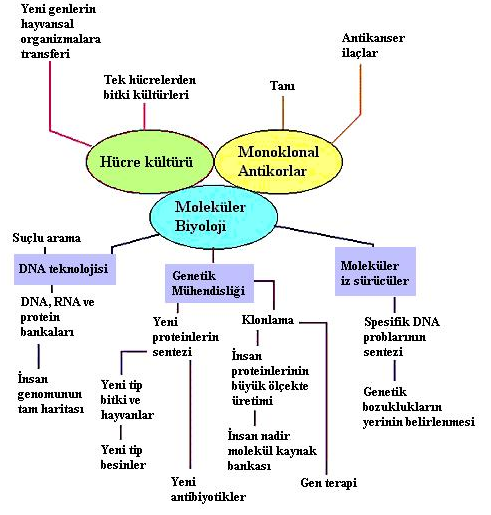 Yeni genlerin
hayvansal
organizmalara
transferi
Tek hücrelerden
bitki kültürleri
Tanı
Antikanser
ilaçlar
Hücre kültürü
Monoklonal
Antikorlar
Moleküler
Biyoloji
Suçlu arama
DNA teknolojisi
DNA, RNA ve
protein
bankaları
İnsan
genomunun
tam haritası
Genetik
Mühendisliği
Yeni
proteinlerin
sentezi
Yeni tip
bitki ve
hayvanlar
Yeni tip
besinler
Yeni
antibiyotikler
Klonlama
İnsan
proteinlerinin
büyük ölçekte
üretimi
İnsan nadir
molekül kaynak
bankası
Gen terapi
Moleküler
iz sürücüler
Spesifik DNA
problarının
sentezi
Genetik
bozuklukların
yerinin belirlenmesi